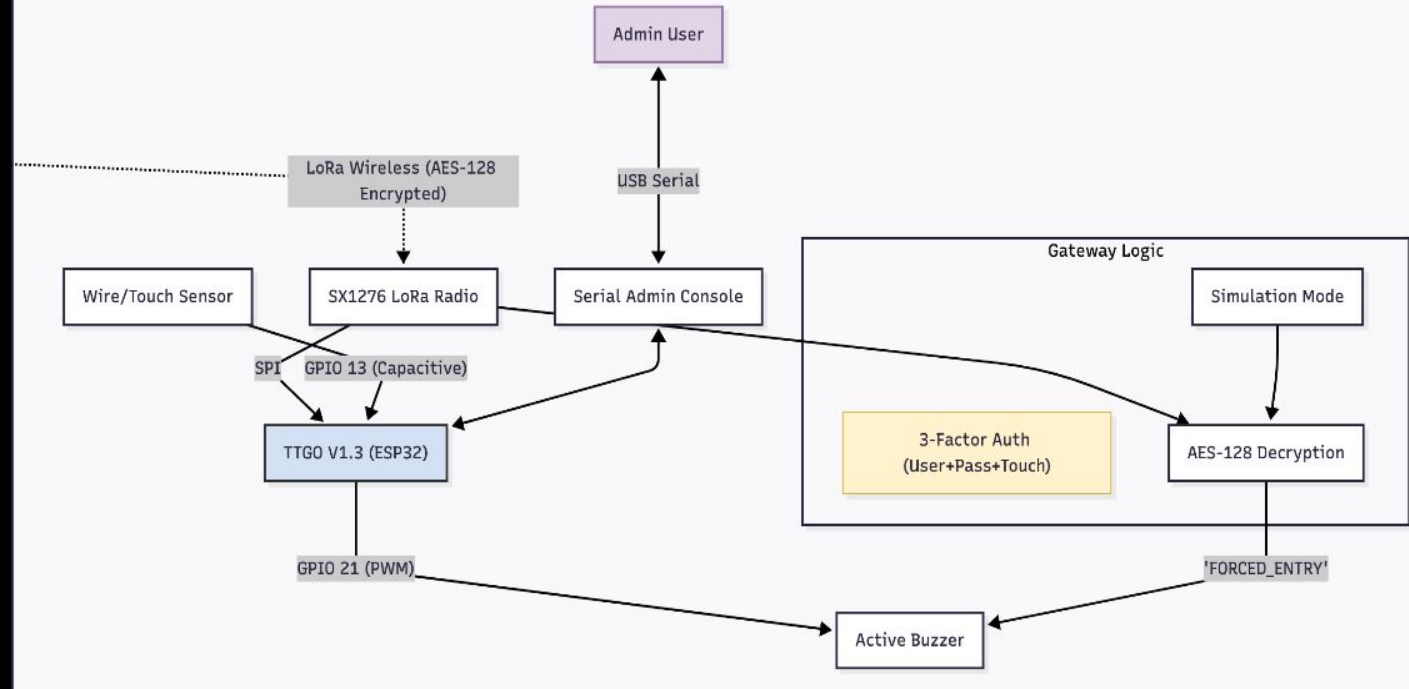 Admin User
LoRa Wireless (AES-128
Encrypted)
USB Serial
Gateway Logic
Wire/Touch Sensor
SX1276 LoRa Radio
Serial Admin Console
Simulation Mode
SPI
GPIO 13 (Capacitive)
TTGO V1.3 (ESP32)
3-Factor Auth
(User+Pass+Touch)
AES-128 Decryption
GPIO 21 (PWM)
'FORCED_ENTRY'
Active Buzzer